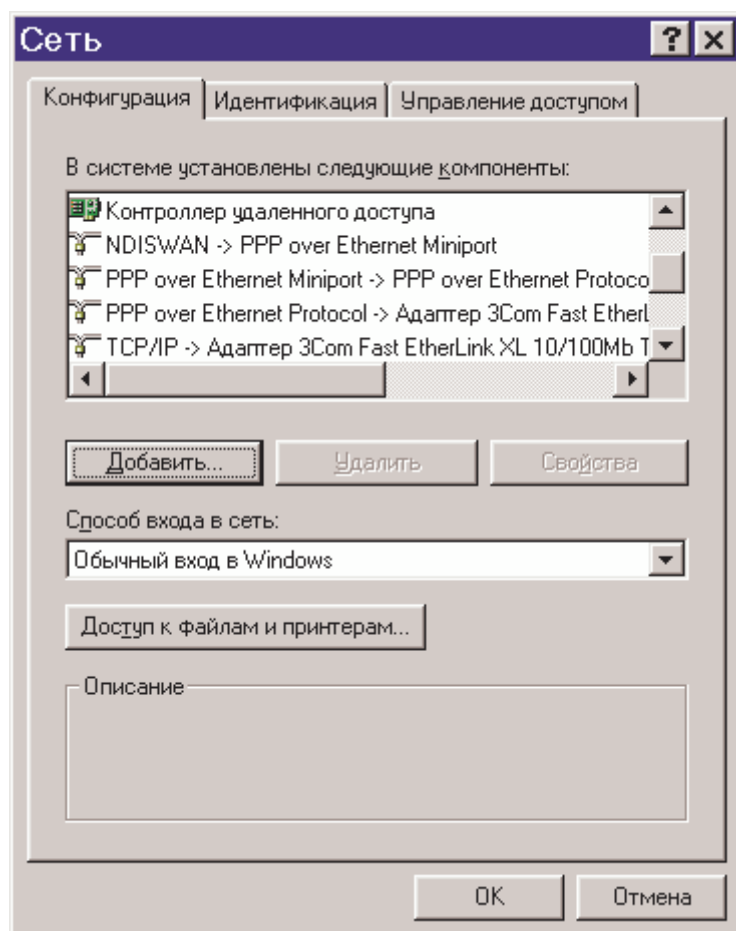 Сеть
Конфигурация Идентификация Управление доступом
В системе установлены следующие компоненты:
Контроллер удаленного доступа
NDISWAN -> PPP over Ethernet Miniport
PPP over Ethernet Miniport -> PPP over Ethernet Protoco
PPP over Ethernet Protocol -> Адаптер 3Com Fast EtherL
TCP/IP -> Адаптер 3Com Fast EtherLink XL 10/100Mb T
Добавить... Удалить Свойства
Способ входа в сеть:
Обычный вход в Windows
Доступ к файлам и принтерам...
Описание
OK Отмена